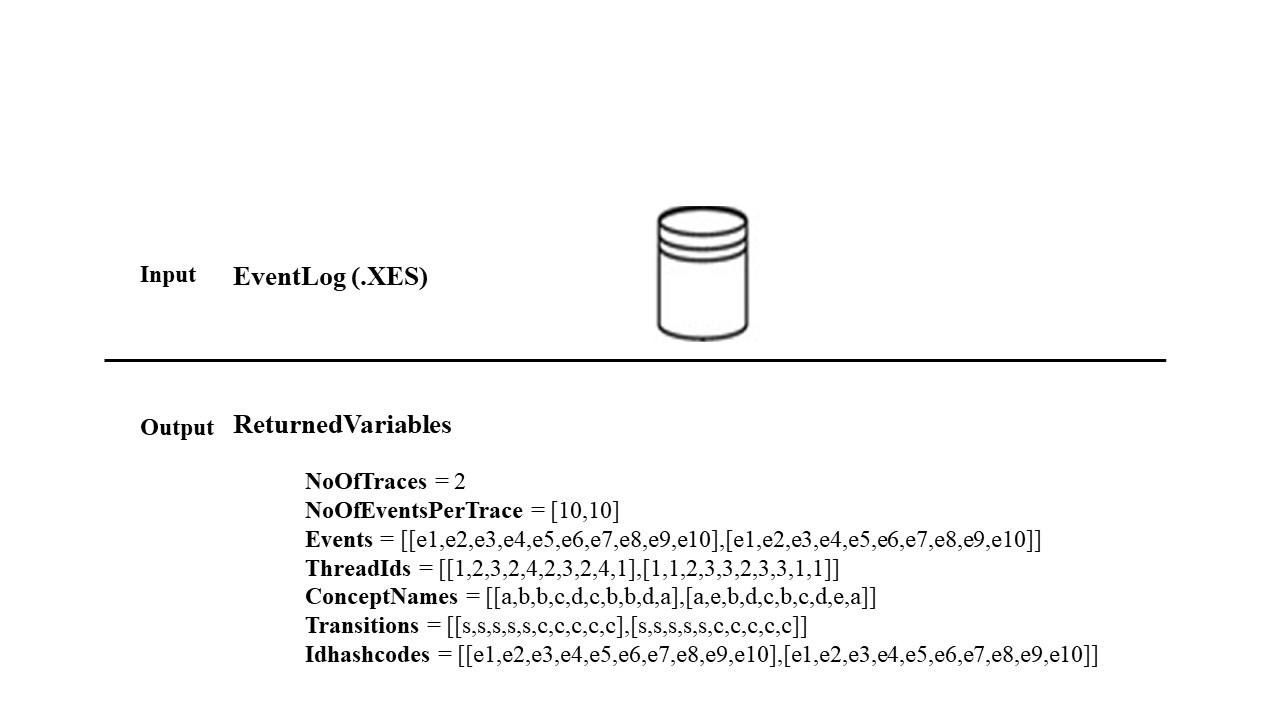 Input EventLog (.XES)
Output ReturnedVariables
NoOfTraces = 2
NoOfEventsPerTrace = [10,10]
Events = [[e1,e2,e3,e4,e5,e6,e7,e8,e9,e10],[e1,e2,e3,e4,e5,e6,e7,e8,e9,e10]]
ThreadIds = [[1,2,3,2,4,2,3,2,4,1],[1,1,2,3,3,2,3,3,1,1]]
ConceptNames = [[a,b,b,c,d,c,b,b,d,a],[a,e,b,d,c,b,c,d,e,a]]
Transitions = [[s,s,s,s,s,c,c,c,c,c],[s,s,s,s,s,c,c,c,c,c]]
Idhashcodes = [[e1,e2,e3,e4,e5,e6,e7,e8,e9,e10],[e1,e2,e3,e4,e5,e6,e7,e8,e9,e10]]